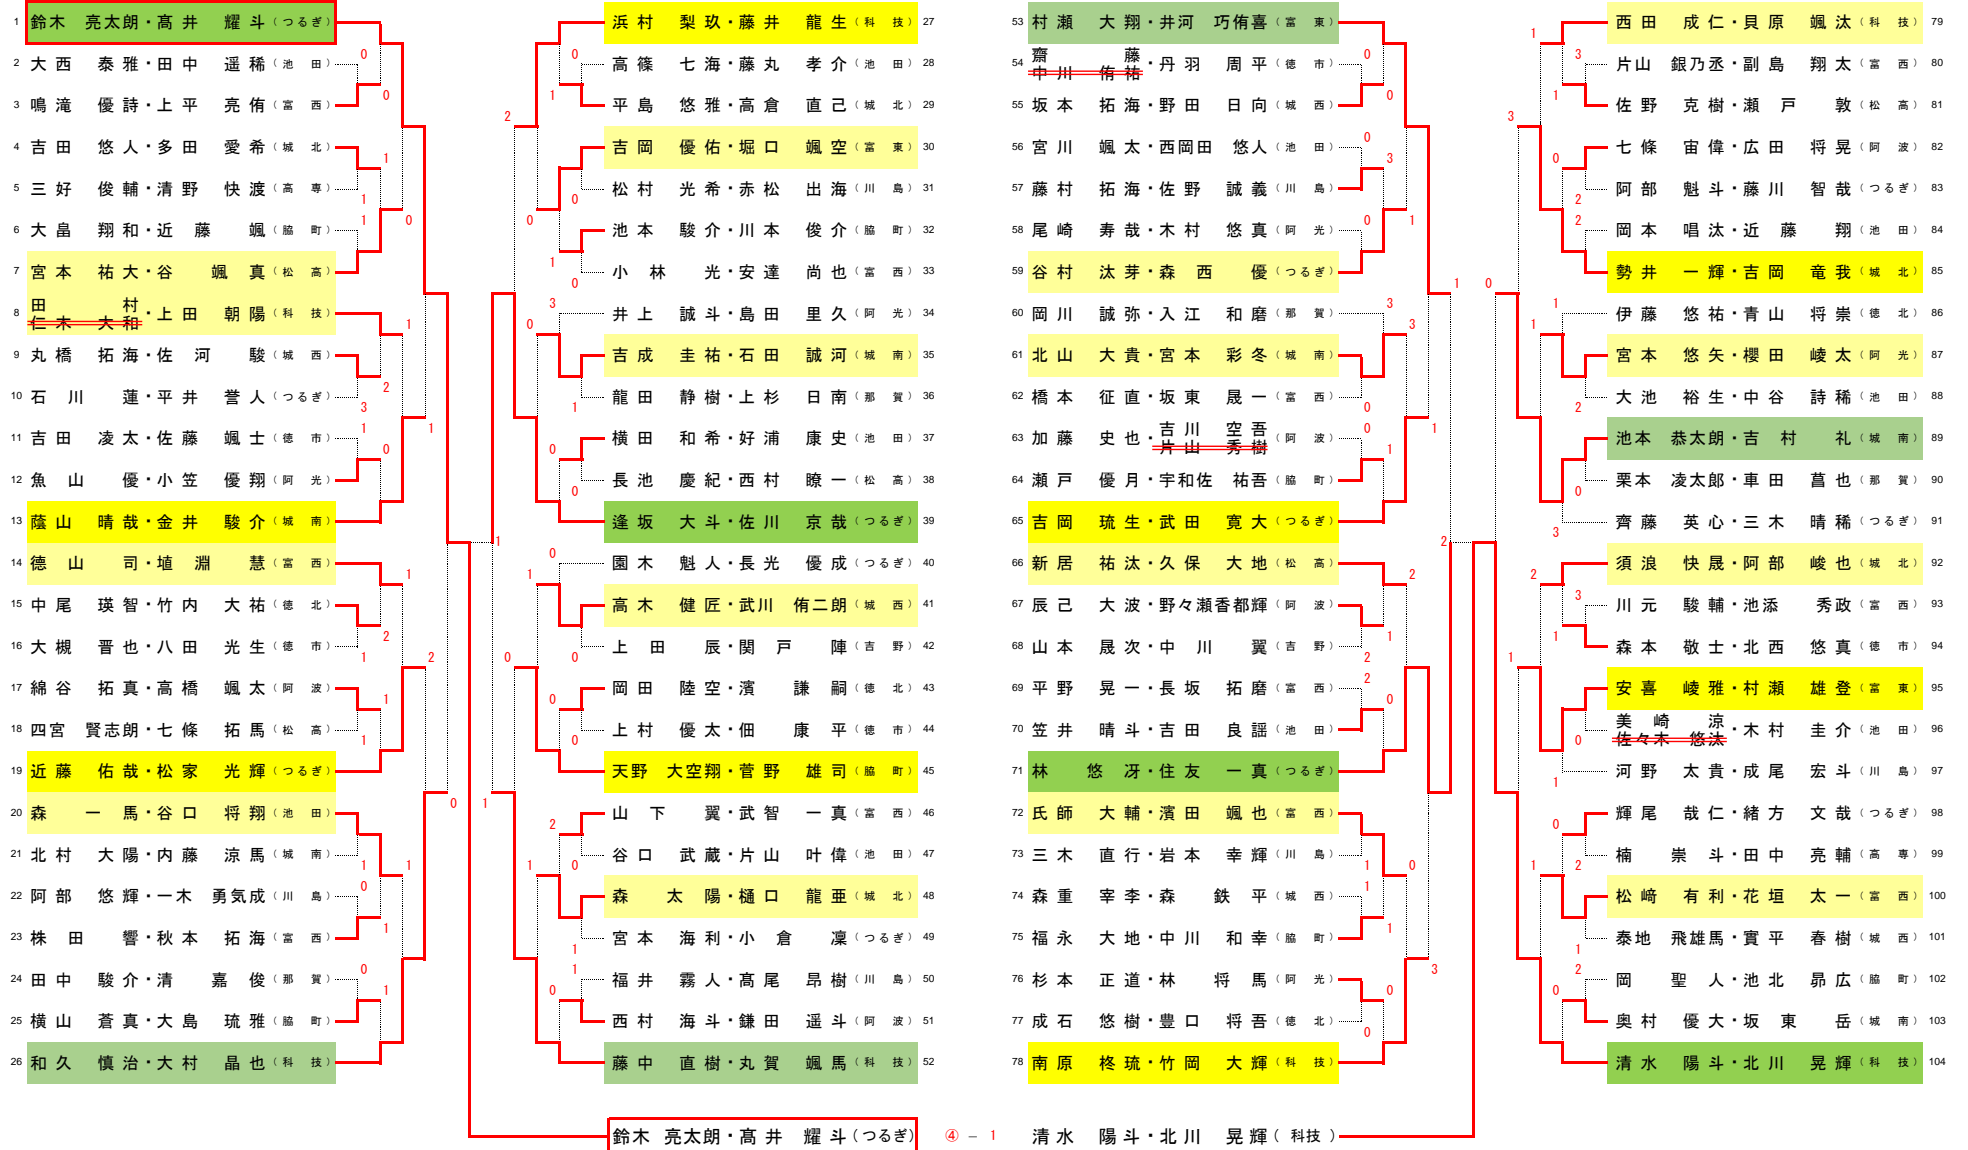 1 鈴木 亮太朗・髙井 耀斗（つるぎ）
2 大西 泰雅・田中 遥稀（池田）
3 鳴滝 優詩・上平 亮侑（富西）
4 吉田 悠人・多田 愛希（城北）
5 三好 俊輔・清野 快渡（高専）
6 大畠 翔和・近藤 颯（脇町）
7 宮本 祐大・谷 颯真（松高）
田村
8 仁木 大和・上田 朝陽（科技）
9 丸橋 拓海・佐河 駿（城西）
10 石川 蓮・平井 誉人（つるぎ）
11 吉田 凌太・佐藤 颯士（徳市）
12 魚山 優・小笠 優翔（阿光）
13 蔭山 晴哉・金井 駿介（城南）
14 德山 司・埴淵 慧（富西）
15 中尾 瑛智・竹内 大祐（徳北）
16 大槻 晋也・八田 光生（徳市）
17 綿谷 拓真・高橋 颯太（阿波）
18 四宮 賢志朗・七條 拓馬（松高）
19 近藤 佑哉・松家 光輝（つるぎ）
20 森 一馬・谷口 将翔（池田）
21 北村 大陽・内藤 涼馬（城南）
22 阿部 悠輝・一木 勇気成（川島）
23 株田 響・秋本 拓海（富西）
24 田中 駿介・清 嘉俊（那賀）
25 横山 蒼真・大島 琉雅（脇町）
26 和久 慎治・大村 晶也（科技）
浜村 梨玖・藤井 龍生（科技） 27
高篠 七海・藤丸 孝介（池田） 28
平島 悠雅・高倉 直己（城北） 29
吉岡 優佑・堀口 颯空（富東） 30
松村 光希・赤松 出海（川島） 31
池本 駿介・川本 俊介（脇町） 32
小林 光・安達 尚也（富西） 33
井上 誠斗・島田 里久（阿光） 34
吉成 圭祐・石田 誠河（城南） 35
龍田 静樹・上杉 日南（那賀） 36
横田 和希・好浦 康史（池田） 37
長池 慶紀・西村 瞭一（松高） 38
逢坂 大斗・佐川 京哉（つるぎ） 39
園木 魁人・長光 優成（つるぎ） 40
高木 健匠・武川 侑二朗（城西） 41
上田 辰・関戸 陣（吉野） 42
岡田 陸空・濱 謙嗣（徳北） 43
上村 優太・佃 康平（徳市） 44
天野 大空翔・菅野 雄司（脇町） 45
山下 翼・武智 一真（富西） 46
谷口 武蔵・片山 叶偉（池田） 47
森 太陽・樋口 龍亜（城北） 48
宮本 海利・小倉 凜（つるぎ） 49
福井 霧人・髙尾 昂樹（川島） 50
西村 海斗・鎌田 遥斗（阿波） 51
藤中 直樹・丸賀 颯馬（科技） 52
53 村瀬 大翔・井河 巧侑喜（富東）
齋藤
54 中川 侑祐・丹羽 周平（徳市）
55 坂本 拓海・野田 日向（城西）
56 宮川 颯太・西岡田 悠人（池田）
57 藤村 拓海・佐野 誠義（川島）
58 尾崎 寿哉・木村 悠真（阿光）
59 谷村 汰芽・森西 優（つるぎ）
60 岡川 誠弥・入江 和磨（那賀）
61 北山 大貴・宮本 彩冬（城南）
62 橋本 征直・坂東 晟一（富西）
吉川 空吾
63 加藤 史也・片山 秀樹（阿波）
64 瀬戸 優月・宇和佐 祐吾（脇町）
65 吉岡 琉生・武田 寛大（つるぎ）
66 新居 祐汰・久保 大地（松高）
67 辰己 大波・野々瀬香都輝（阿波）
68 山本 晟次・中川 翼（吉野）
69 平野 晃一・長坂 拓磨（富西）
70 笠井 晴斗・吉田 良謡（池田）
71 林 悠冴・住友 一真（つるぎ）
72 氏師 大輔・濱田 颯也（富西）
73 三木 直行・岩本 幸輝（川島）
74 森重 宰李・森 鉄平（城西）
75 福永 大地・中川 和幸（脇町）
76 杉本 正道・林 将馬（阿光）
77 成石 悠樹・豊口 将吾（徳北）
78 南原 柊琉・竹岡 大輝（科技）
西田 成仁・貝原 颯汰（科技） 79
片山 銀乃丞・副島 翔太（富西） 80
佐野 克樹・瀬戸 敦（松高） 81
七條 宙偉・広田 将晃（阿波） 82
阿部 魁斗・藤川 智哉（つるぎ） 83
岡本 唱汰・近藤 翔（池田） 84
勢井 一輝・吉岡 竜我（城北） 85
伊藤 悠祐・青山 将崇（徳北） 86
宮本 悠矢・櫻田 崚太（阿光） 87
大池 裕生・中谷 詩稀（池田） 88
池本 恭太朗・吉村 礼（城南） 89
栗本 凌太郎・車田 菖也（那賀） 90
齊藤 英心・三木 晴稀（つるぎ） 91
須浪 快晟・阿部 峻也（城北） 92
川元 駿輔・池添 秀政（富西） 93
森本 敬士・北西 悠真（徳市） 94
安喜 崚雅・村瀬 雄登（富東） 95
美崎 涼
佐々木 悠汰・木村 圭介（池田） 96
河野 太貴・成尾 宏斗（川島） 97
輝尾 哉仁・緒方 文哉（つるぎ） 98
楠 崇斗・田中 亮輔（高専） 99
松﨑 有利・花垣 太一（富西） 100
泰地 飛雄馬・實平 春樹（城西） 101
岡 聖人・池北 昴広（脇町） 102
奥村 優大・坂東 岳（城南） 103
清水 陽斗・北川 晃輝（科技） 104
鈴木 亮太朗・髙井 耀斗（つるぎ） ④ － 1 清水 陽斗・北川 晃輝（科技）